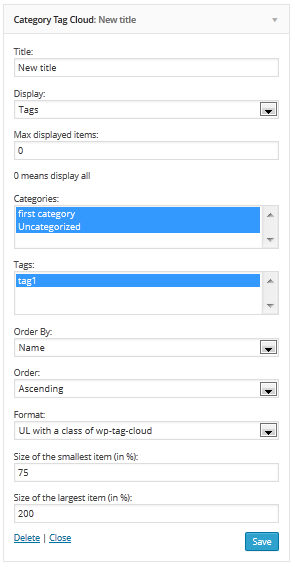 Category Tag Cloud: New title
Title:
New title
Display:
Tags
Max displayed items:
0
0 means display all
Categories:
first category
Uncategorized
Tags:
tag1
Order By:
Name
Order:
Ascending
Format:
UL with a class of wp-tag-cloud
Size of the smallest item (in %):
75
Size of the largest item (in %):
200
Delete | Close
Save